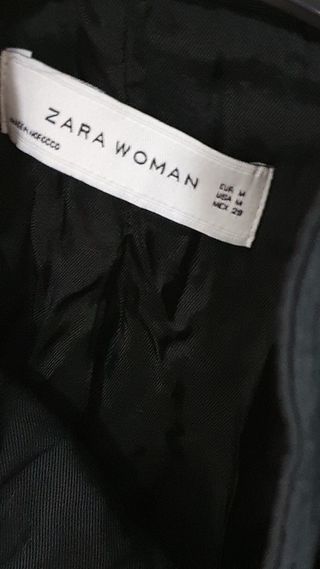 ZARA WOMAN
MADE IN MOROCCO
EUR M
USA M
MEX 28